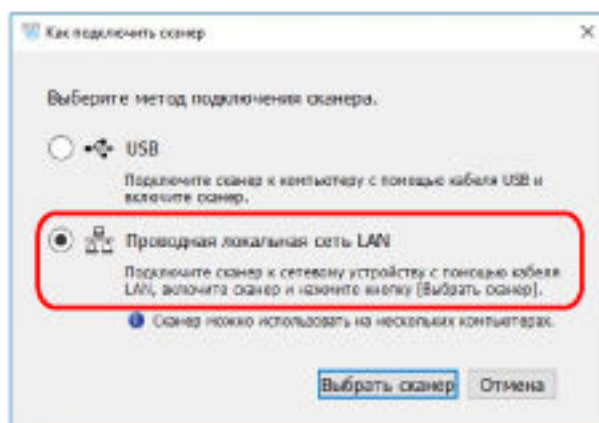 Как подключить сканер
Выберите метод подключения сканера.
USB
Подключите сканер к компьютеру с помощью кабеля USB и
включите сканер.
Проводная локальная сеть LAN
Подключите сканер к сетевому устройству с помощью кабеля
LAN, включите сканер и нажмите кнопку [Выбрать сканер].
Сканер можно использовать на нескольких компьютерах.
Выбрать сканер Отмена